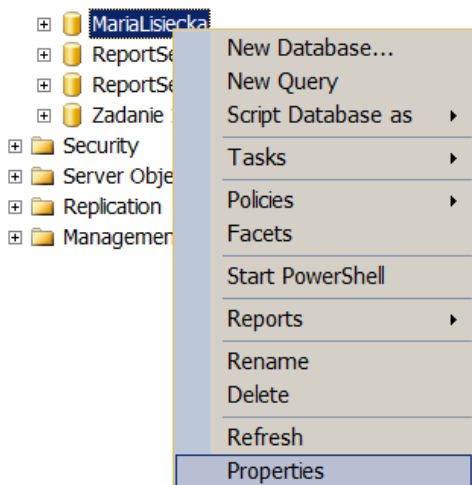 MariaLisiecka
ReportSe
ReportSe
Zadanie
Security
Server Obje
Replication
Managemen
New Database...
New Query
Script Database as
Tasks
Policies
Facets
Start PowerShell
Reports
Rename
Delete
Refresh
Properties